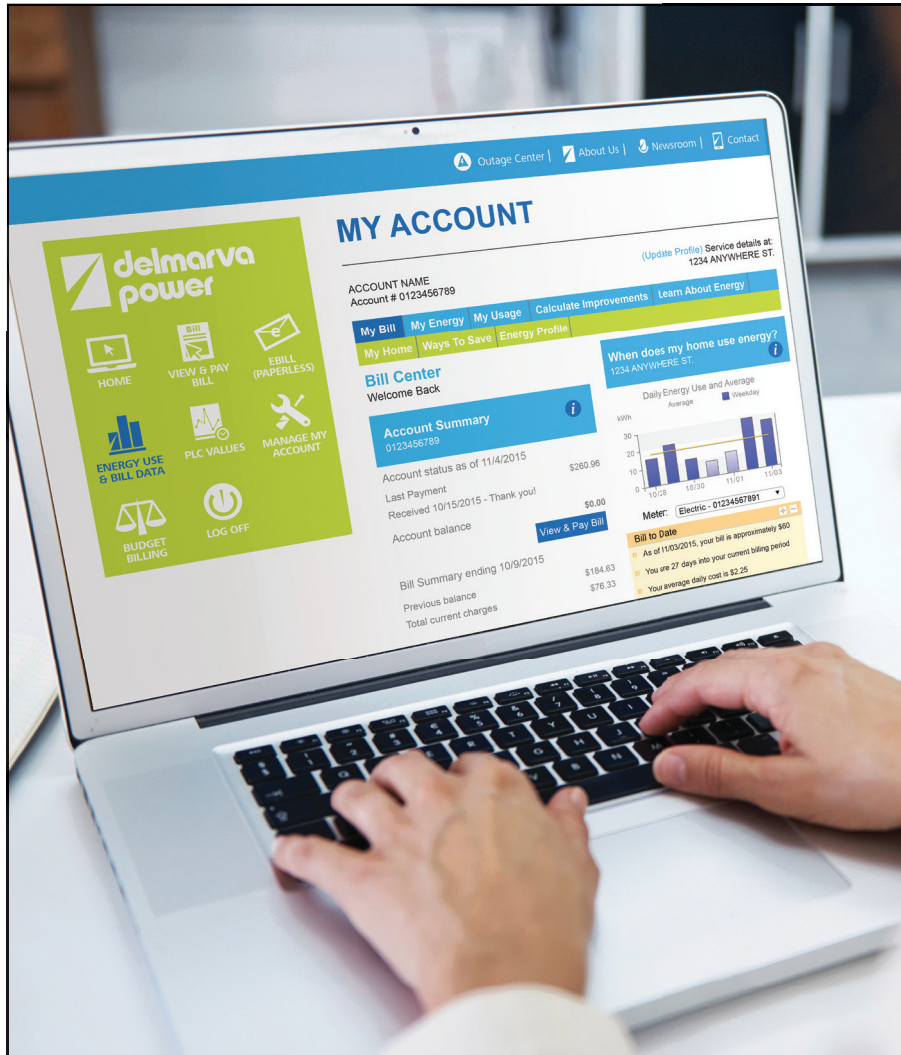 Outage Center |
About Us |
Newsroom |
Contact
delmarva
power
HOME
Bill
VIEW & PAY
BILL
EBILL
(PAPERLESS)
ENERGY USE
& BILL DATA
PLC VALUES
MANAGE MY
ACCOUNT
BUDGET
BILLING
LOG OFF
MY ACCOUNT
(Update Profile) Service details at:
1234 ANYWHERE ST.
ACCOUNT NAME
Account # 0123456789
My Bill
My Energy
My Usage
Calculate Improvements
Learn About Energy
My Home
Ways To Save
Energy Profile
Bill Center
Welcome Back
Account Summary
0123456789
i
Account status as of 11/4/2015
Last Payment $260.96
Received 10/15/2015 - Thank you!
Account balance $0.00
View & Pay Bill
Bill Summary ending 10/9/2015
Previous balance $184.63
Total current charges $76.33
When does my home use energy?
1234 ANYWHERE ST.
i
Daily Energy Use and Average
Average
Weekday
kWh
30
20
10
0
10/28
10/30
11/01
11/03
Meter: Electric - 01234567891
Bill to Date
As of 11/03/2015, your bill is approximately $60
You are 27 days into your current billing period
Your average daily cost is $2.25